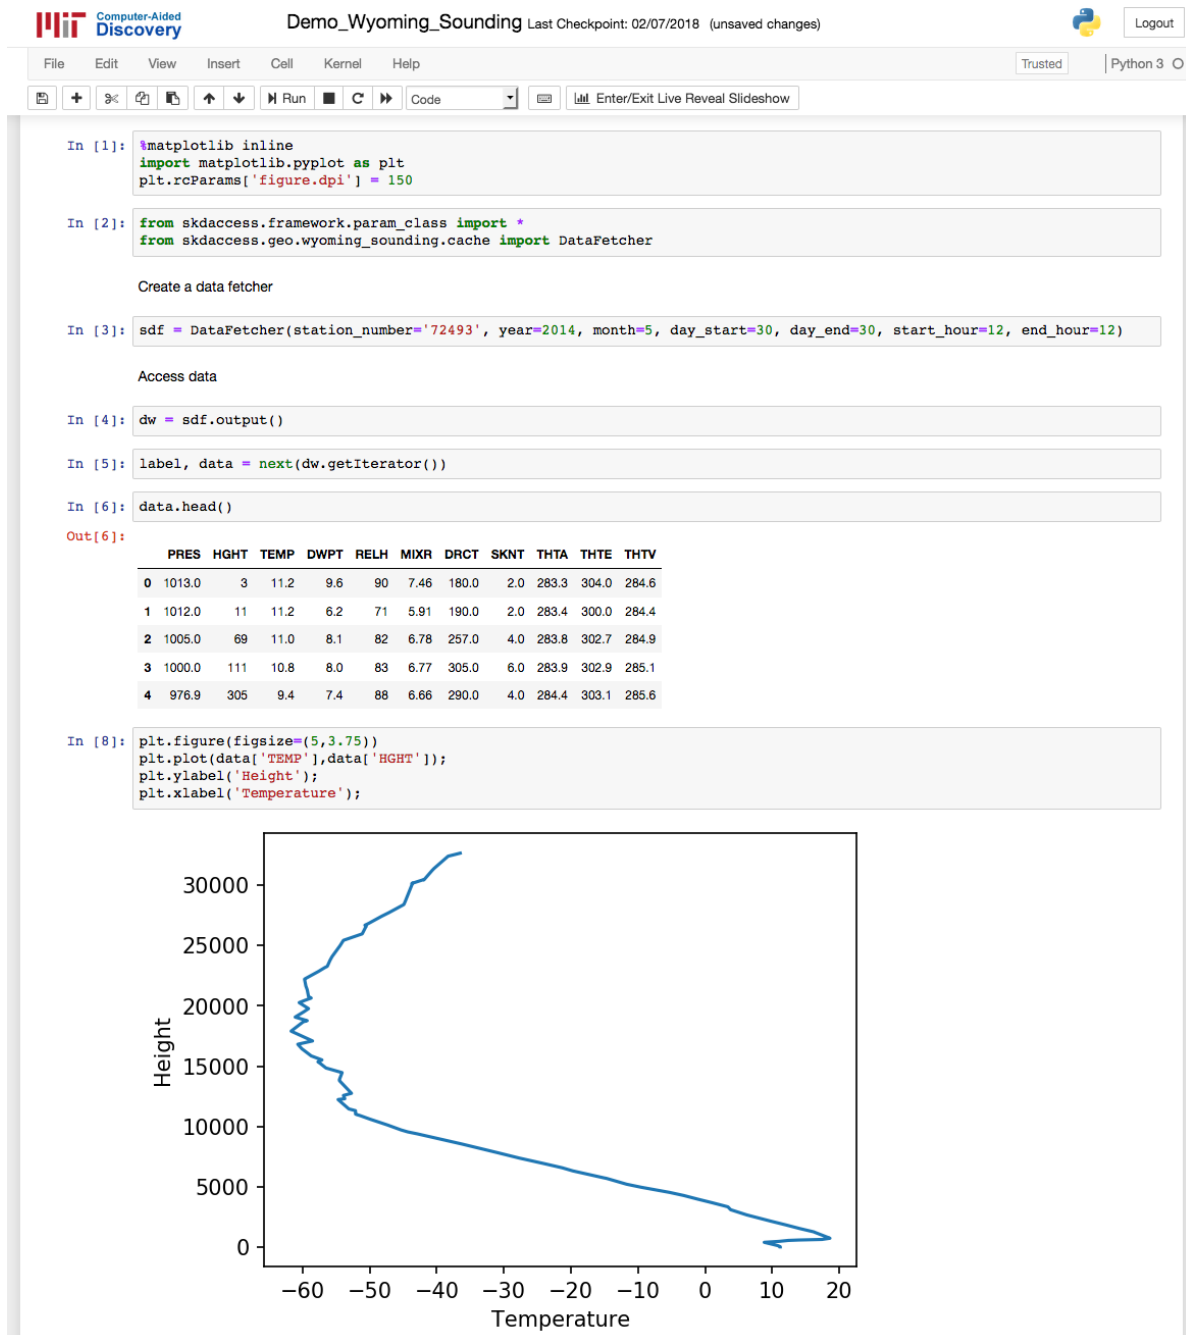 MIT Computer-Aided Discovery
Demo_Wyoming_Sounding Last Checkpoint: 02/07/2018 (unsaved changes)
Logout
File Edit View Insert Cell Kernel Help Trusted Python 3
Run Code Enter/Exit Live Reveal Slideshow
In [1]: %matplotlib inline
import matplotlib.pyplot as plt
plt.rcParams['figure.dpi'] = 150
In [2]: from skdaccess.framework.param_class import *
from skdaccess.geo.wyoming_sounding.cache import DataFetcher
Create a data fetcher
In [3]: sdf = DataFetcher(station_number='72493', year=2014, month=5, day_start=30, day_end=30, start_hour=12, end_hour=12)
Access data
In [4]: dw = sdf.output()
In [5]: label, data = next(dw.getIterator())
In [6]: data.head()
Out[6]:
PRES HGHT TEMP DWPT RELH MIXR DRCT SKNT THTA THTE THTV
0 1013.0 3 11.2 9.6 90 7.46 180.0 2.0 283.3 304.0 284.6
1 1012.0 11 11.2 6.2 71 5.91 190.0 2.0 283.4 300.0 284.4
2 1005.0 69 11.0 8.1 82 6.78 257.0 4.0 283.8 302.7 284.9
3 1000.0 111 10.8 8.0 83 6.77 305.0 6.0 283.9 302.9 285.1
4 976.9 305 9.4 7.4 88 6.66 290.0 4.0 284.4 303.1 285.6
In [8]: plt.figure(figsize=(5,3.75))
plt.plot(data['TEMP'],data['HGHT']);
plt.ylabel('Height');
plt.xlabel('Temperature');
30000
25000
20000
15000
10000
5000
0
Height
−60 −50 −40 −30 −20 −10 0 10 20
Temperature